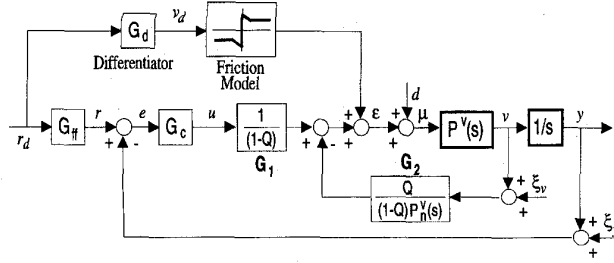 G_d
v_d
Differentiator
Friction
Model
r_d
G_ff
r
e
G_c
u
1
(1-Q)
G_1
ε
d
μ
P^v(s)
v
1/s
y
G_2
Q
(1-Q)P_n^v(s)
ξ_v
ξ
+ - + - + + + + + + + +